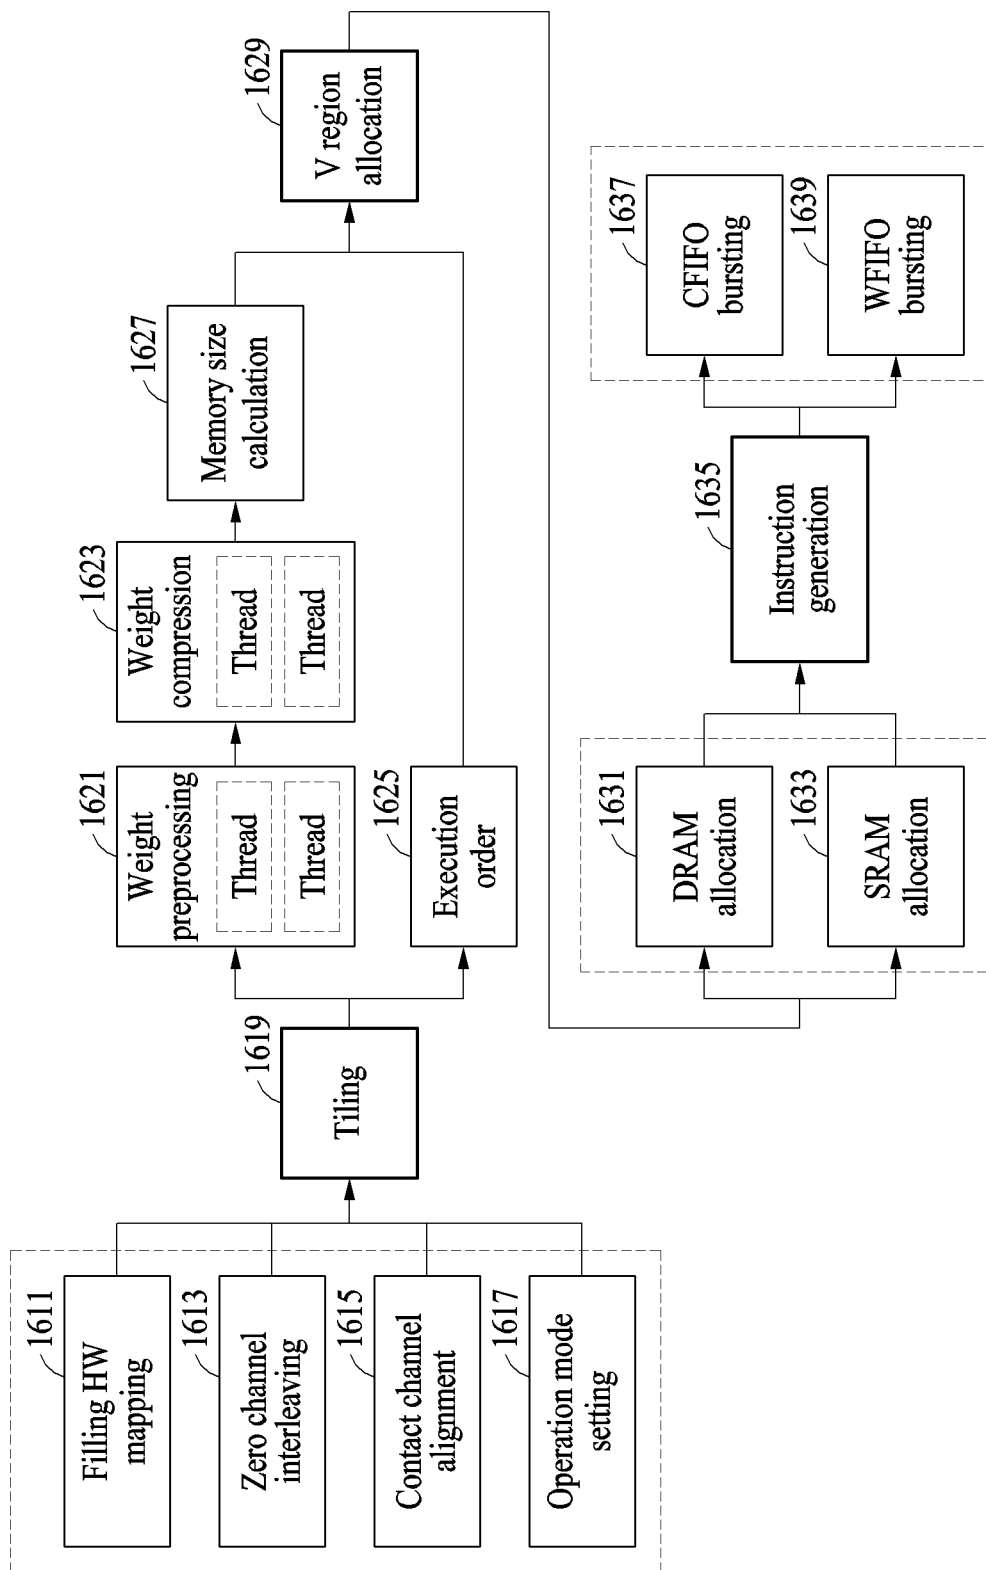 1611
Filling HW
mapping
1613
Zero channel
interleaving
1615
Contact channel
alignment
1617
Operation mode
setting
1619
Tiling
1621
Weight
preprocessing
Thread
Thread
1623
Weight
compression
Thread
Thread
1625
Execution
order
1627
Memory size
calculation
1629
V region
allocation
1631
DRAM
allocation
1633
SRAM
allocation
1635
Instruction
generation
1637
CFIFO
bursting
1639
WFIFO
bursting